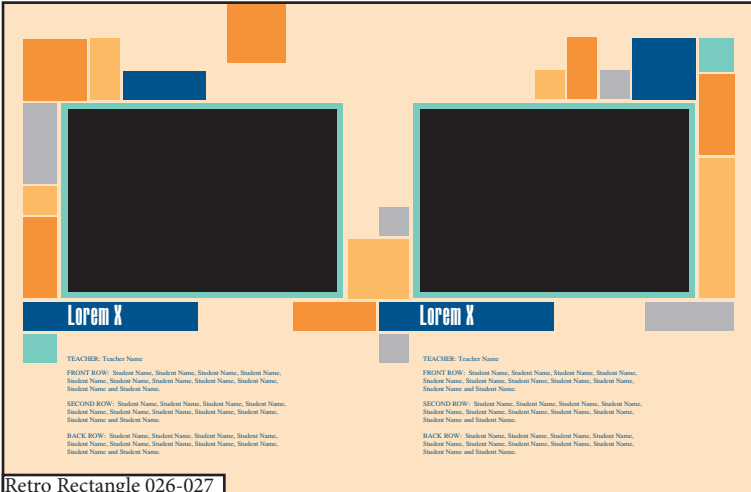 Lorem X
TEACHER: Teacher Name
FRONT ROW: Student Name, Student Name, Student Name, Student Name,
Student Name, Student Name, Student Name, Student Name, Student Name,
Student Name and Student Name.
SECOND ROW: Student Name, Student Name, Student Name, Student Name,
Student Name, Student Name, Student Name, Student Name, Student Name,
Student Name and Student Name.
BACK ROW: Student Name, Student Name, Student Name, Student Name,
Student Name, Student Name, Student Name, Student Name, Student Name,
Student Name and Student Name.
Lorem X
TEACHER: Teacher Name
FRONT ROW: Student Name, Student Name, Student Name, Student Name,
Student Name, Student Name, Student Name, Student Name, Student Name,
Student Name and Student Name.
SECOND ROW: Student Name, Student Name, Student Name, Student Name,
Student Name, Student Name, Student Name, Student Name, Student Name,
Student Name and Student Name.
BACK ROW: Student Name, Student Name, Student Name, Student Name,
Student Name, Student Name, Student Name, Student Name, Student Name,
Student Name and Student Name.
Retro Rectangle 026-027